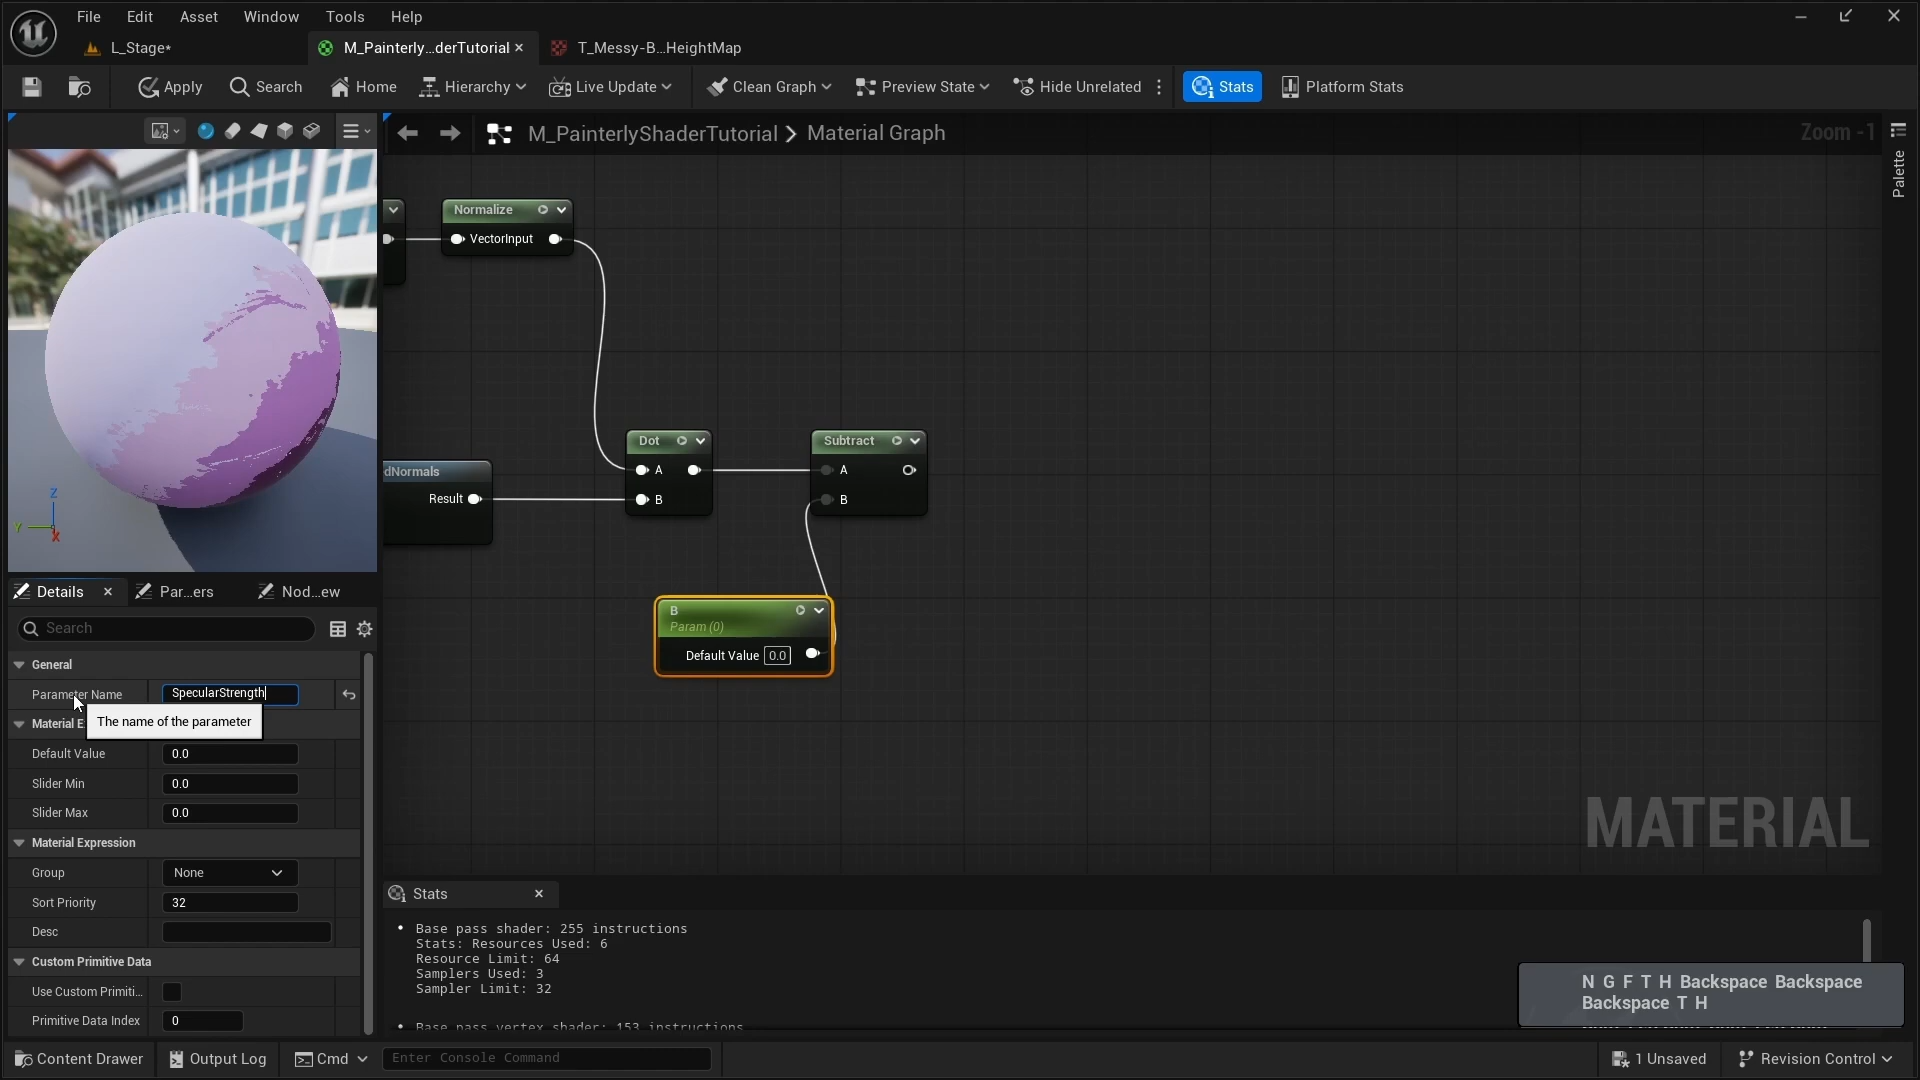 File Edit Asset Window Tools Help
L_Stage* M_Painterly...derTutorial T_Messy-B...HeightMap
Apply Search Home Hierarchy Live Update Clean Graph Preview State Hide Unrelated Stats Platform Stats
M_PainterlyShaderTutorial > Material Graph Zoom -1
Palette
Normalize
VectorInput
Dot
A
B
Subtract
A
B
dNormals
Result
B
Param (0)
Default Value 0.0
Z
Y
X
Details Par...ers Nod...ew
Search
General
Parameter Name SpecularStrength
The name of the parameter
Material E
Default Value 0.0
Slider Min 0.0
Slider Max 0.0
Material Expression
Group None
Sort Priority 32
Desc
Custom Primitive Data
Use Custom Primiti...
Primitive Data Index 0
MATERIAL
Stats
• Base pass shader: 255 instructions
Stats: Resources Used: 6
Resource Limit: 64
Samplers Used: 3
Sampler Limit: 32
• Base pass vertex shader: 153 instructions
N G F T H Backspace Backspace
Backspace T H
Content Drawer Output Log Cmd Enter Console Command 1 Unsaved Revision Control